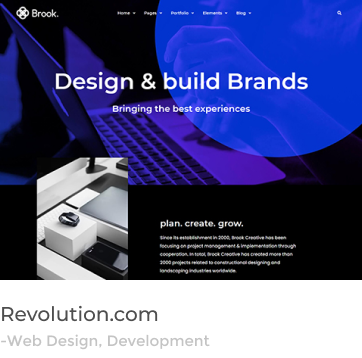 Brook.
Home Pages Portfolio Elements Blog
Design & build Brands
Bringing the best experiences
plan. create. grow.
Since its establishment in 2000, Brook Creative has been
focusing on project management & implementation through
cooperation. In total, Brook Creative has created more than
2000 projects related to constructional designing and
landscaping industries worldwide.
Revolution.com
-Web Design, Development